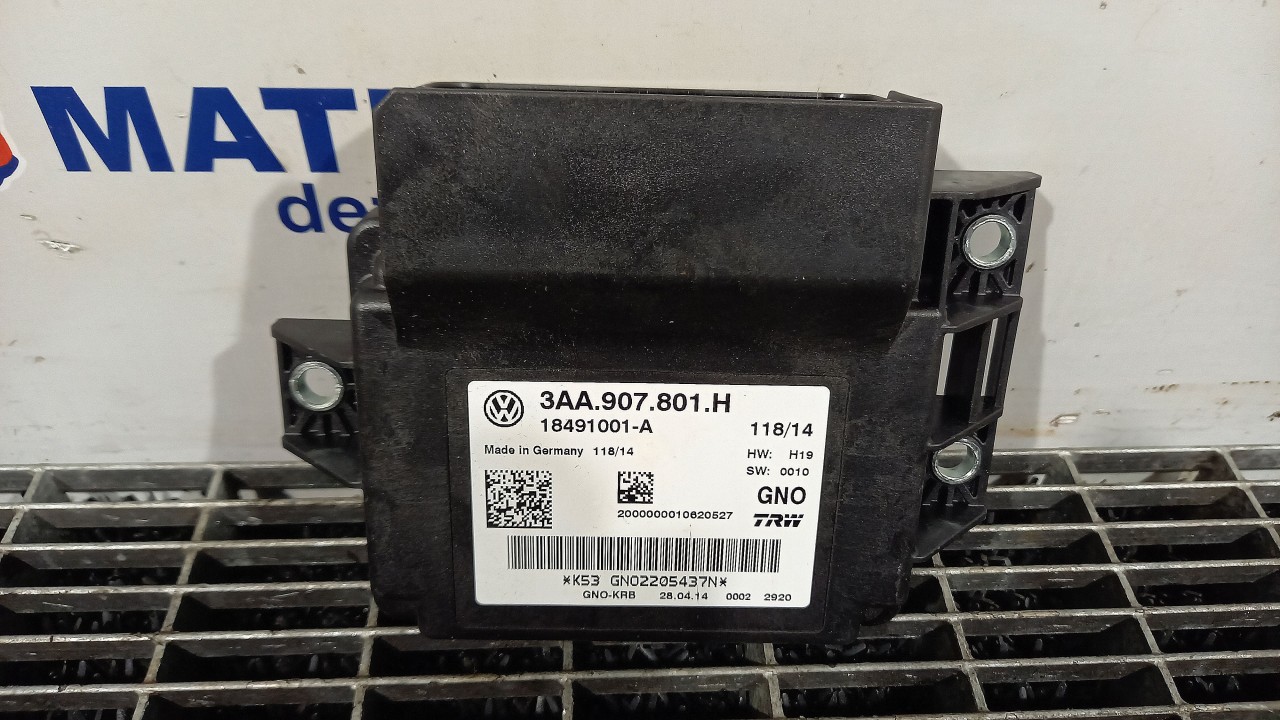 MAT
de
3AA.907.801.H
18491001-A
118/14
Made in Germany 118/14
HW: H19
SW: 0010
GNO
2000000010620527
TRW
*K53 GNO2205437N*
GNO-KRB 28.04.14 0002 2920